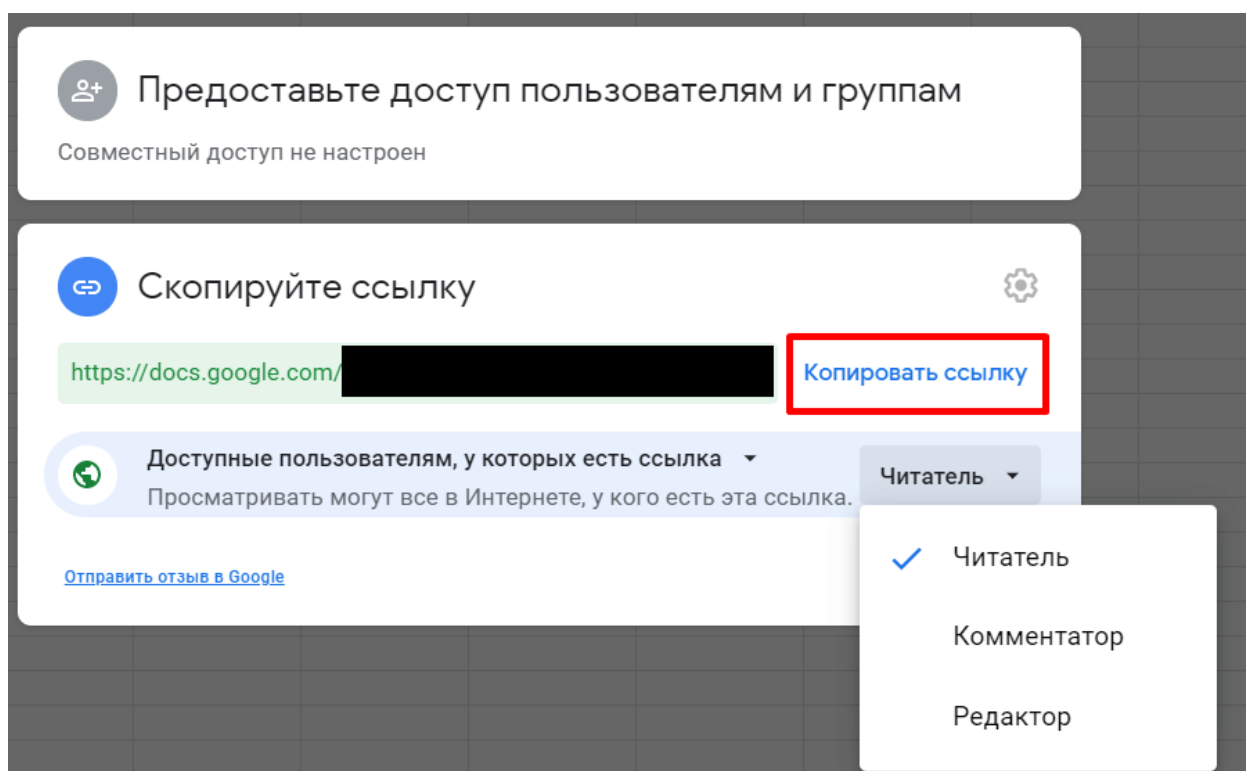 Предоставьте доступ пользователям и группам
Совместный доступ не настроен
Скопируйте ссылку
https://docs.google.com/
Копировать ссылку
Доступные пользователям, у которых есть ссылка
Просматривать могут все в Интернете, у кого есть эта ссылка.
Читатель
Читатель
Комментатор
Редактор
Отправить отзыв в Google